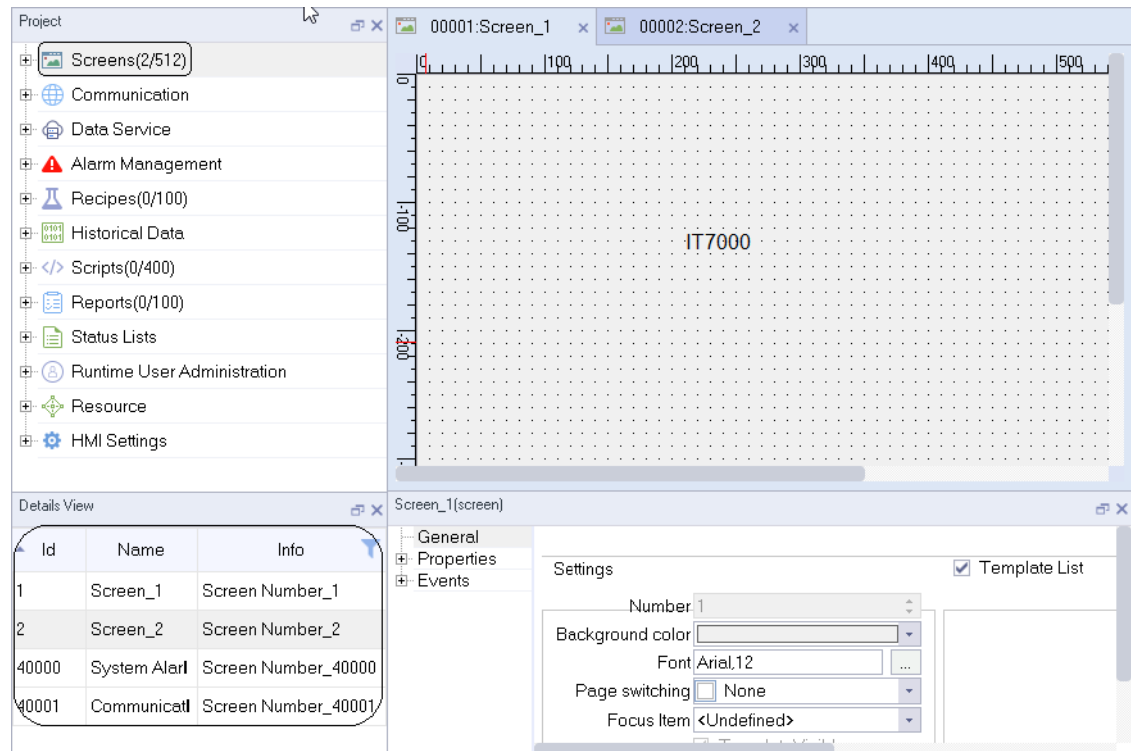 Project
Screens(2/512)
Communication
Data Service
Alarm Management
Recipes(0/100)
Historical Data
Scripts(0/400)
Reports(0/100)
Status Lists
Runtime User Administration
Resource
HMI Settings
00001:Screen_1 00002:Screen_2
0 100 200 300 400 500
0
-100
-200
IT7000
Details View
Id Name Info
1 Screen_1 Screen Number_1
2 Screen_2 Screen Number_2
40000 System Alar Screen Number_40000
40001 Communicat Screen Number_40001
Screen_1(screen)
General
Properties
Events
Settings
Template List
Number 1
Background color
Font Arial,12 ...
Page switching None
Focus Item <Undefined>